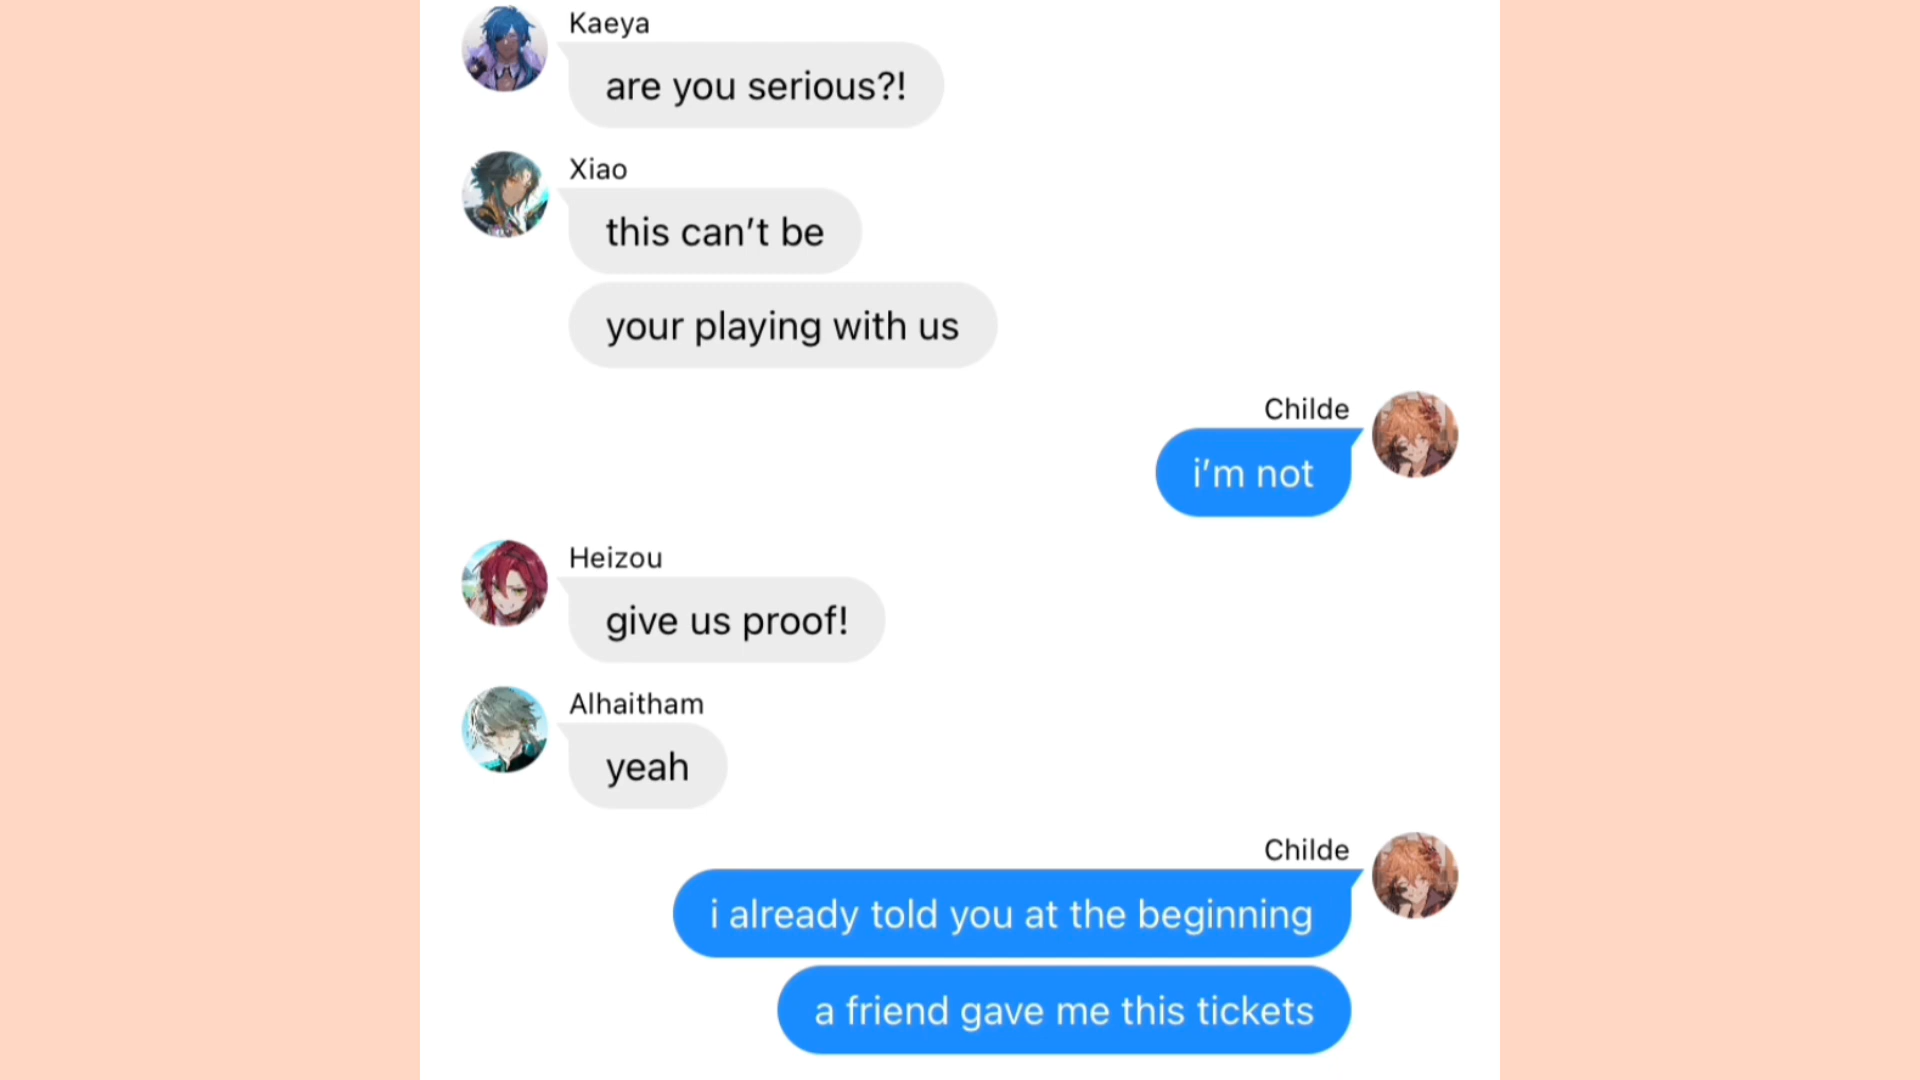 Kaeya
are you serious?!
Xiao
this can’t be
your playing with us
Childe
i’m not
Heizou
give us proof!
Alhaitham
yeah
Childe
i already told you at the beginning
a friend gave me this tickets